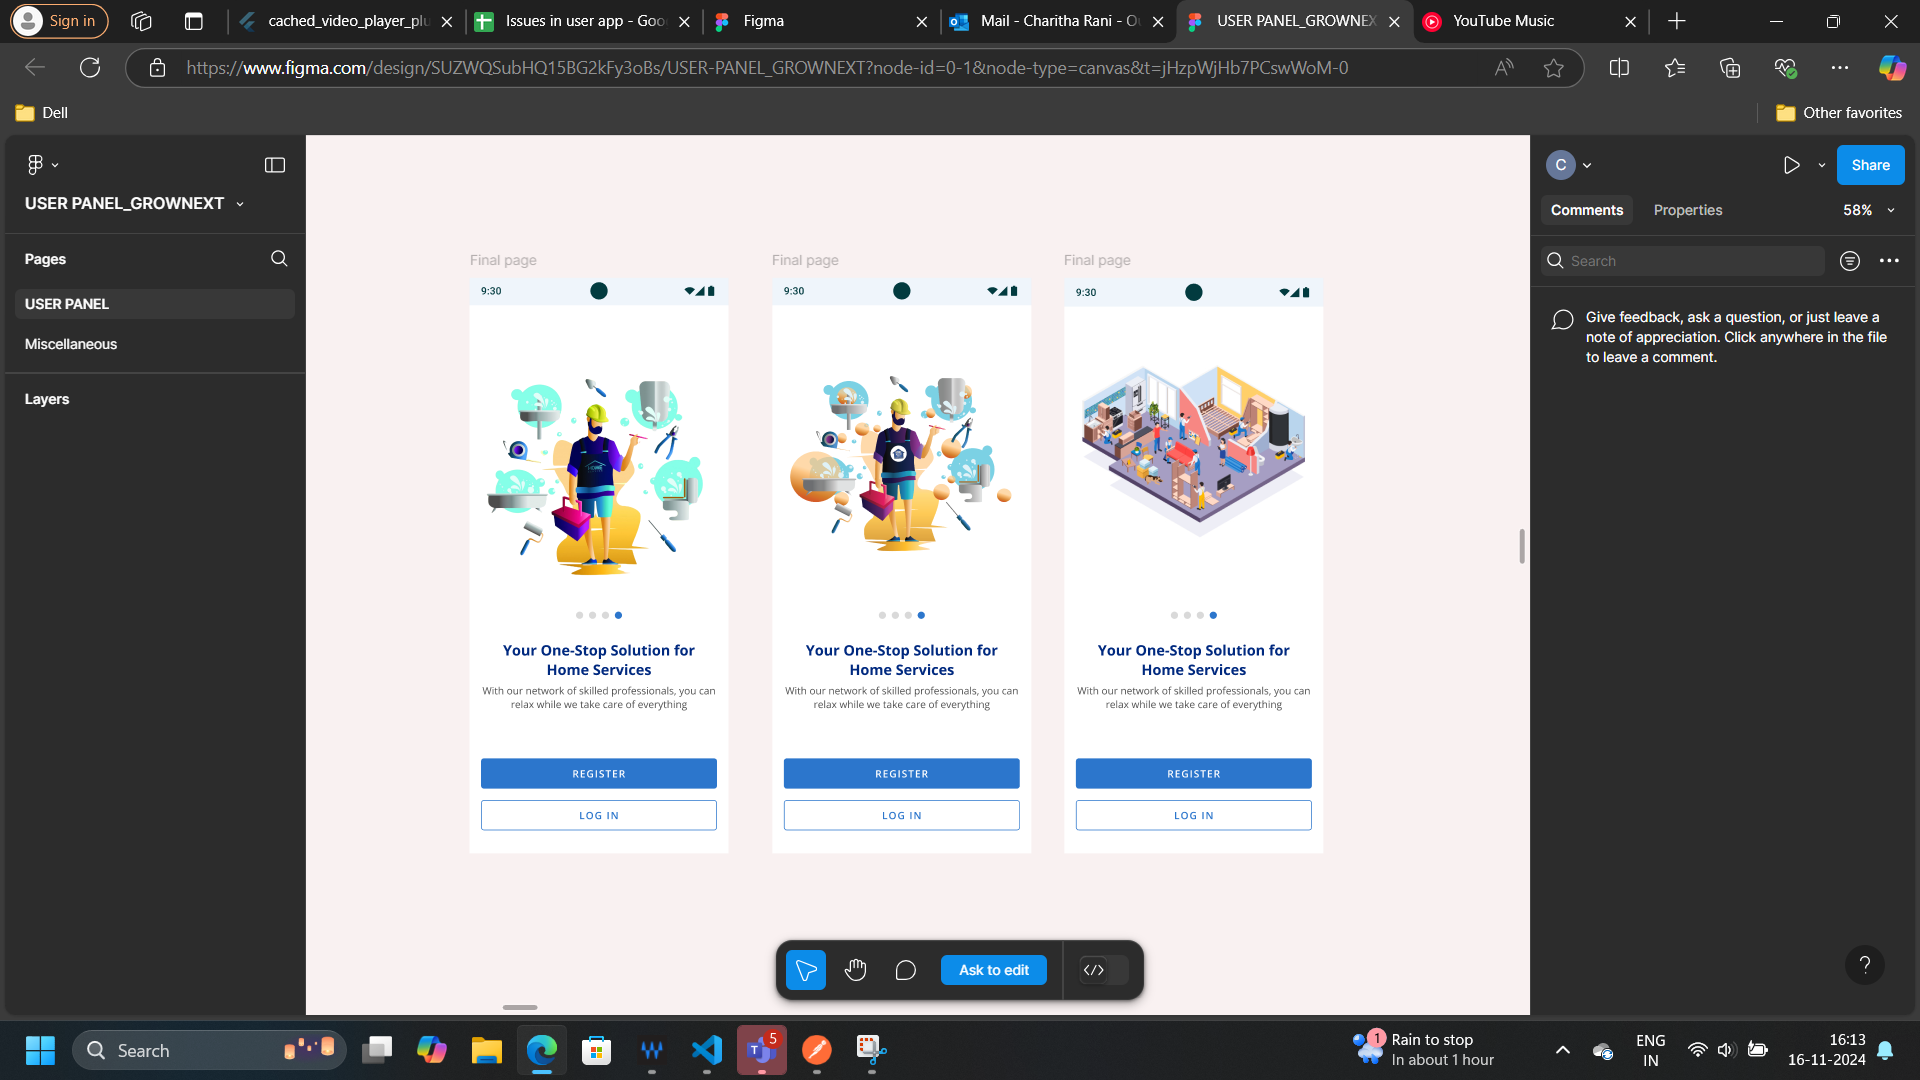 Sign in
cached_video_player_plu
Issues in user app - Goo
Figma
Mail - Charitha Rani - Ou
USER PANEL_GROWNEX
YouTube Music
https://www.figma.com/design/SUZWQSubHQ15BG2kFy3oBs/USER-PANEL_GROWNEXT?node-id=0-1&node-type=canvas&t=jHzpWjHb7PCswWoM-0
Dell
Other favorites
USER PANEL_GROWNEXT
Pages
USER PANEL
Miscellaneous
Layers
Final page
9:30
HOME
Your One-Stop Solution for
Home Services
With our network of skilled professionals, you can
relax while we take care of everything
REGISTER
LOG IN
Final page
9:30
Your One-Stop Solution for
Home Services
With our network of skilled professionals, you can
relax while we take care of everything
REGISTER
LOG IN
Final page
9:30
Your One-Stop Solution for
Home Services
With our network of skilled professionals, you can
relax while we take care of everything
REGISTER
LOG IN
Ask to edit
C
Share
Comments
Properties
58%
Search
Give feedback, ask a question, or just leave a
note of appreciation. Click anywhere in the file
to leave a comment.
?
Search
5
1
Rain to stop
In about 1 hour
ENG
IN
16:13
16-11-2024